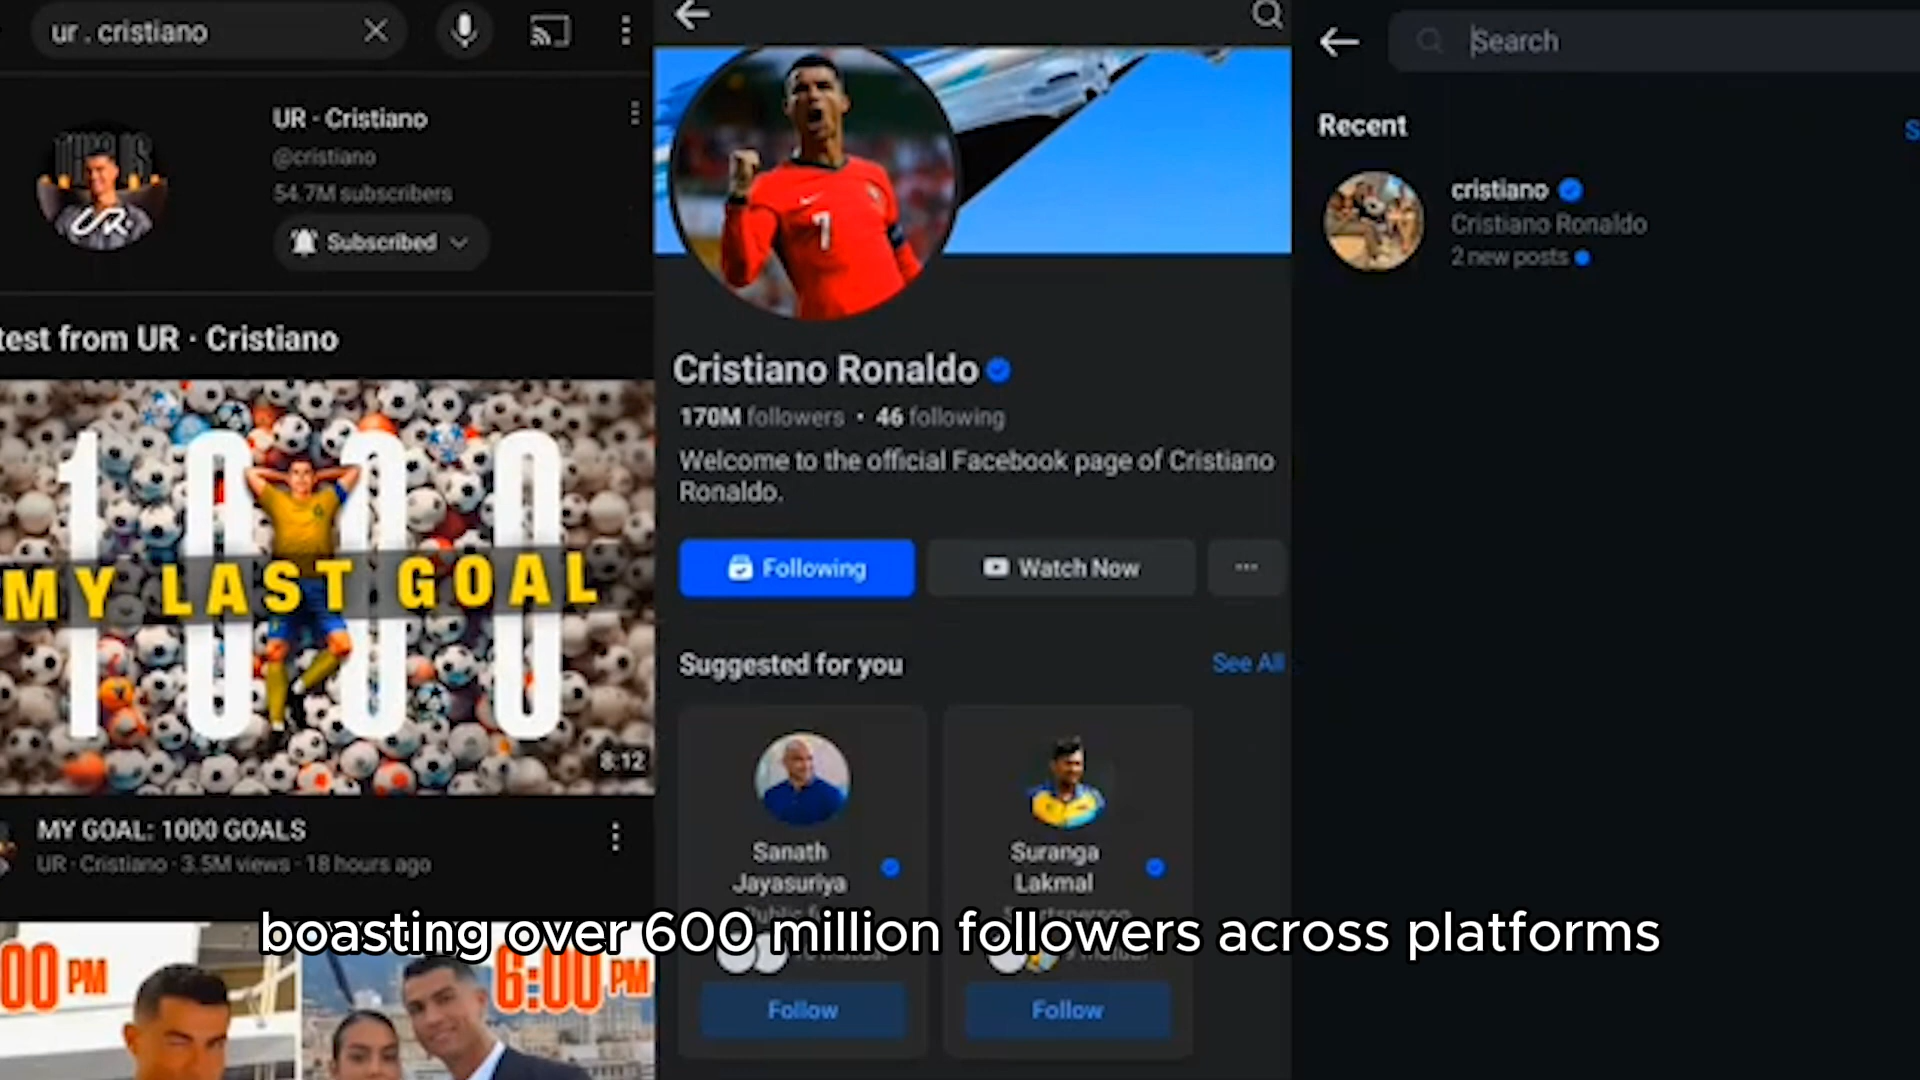 ur . cristiano
UR · Cristiano
@cristiano
54.7M subscribers
Subscribed
test from UR · Cristiano
1000
MY LAST GOAL
8:12
MY GOAL: 1000 GOALS
UR · Cristiano · 3.5M views · 18 hours ago
00 PM
6:00 PM
UR
7
Cristiano Ronaldo
170M followers · 46 following
Welcome to the official Facebook page of Cristiano
Ronaldo.
Following
Watch Now
Suggested for you
See All
Sanath
Jayasuriya
Follow
Suranga
Lakmal
Follow
Search
Recent
cristiano
Cristiano Ronaldo
2 new posts
boasting over 600 million followers across platforms